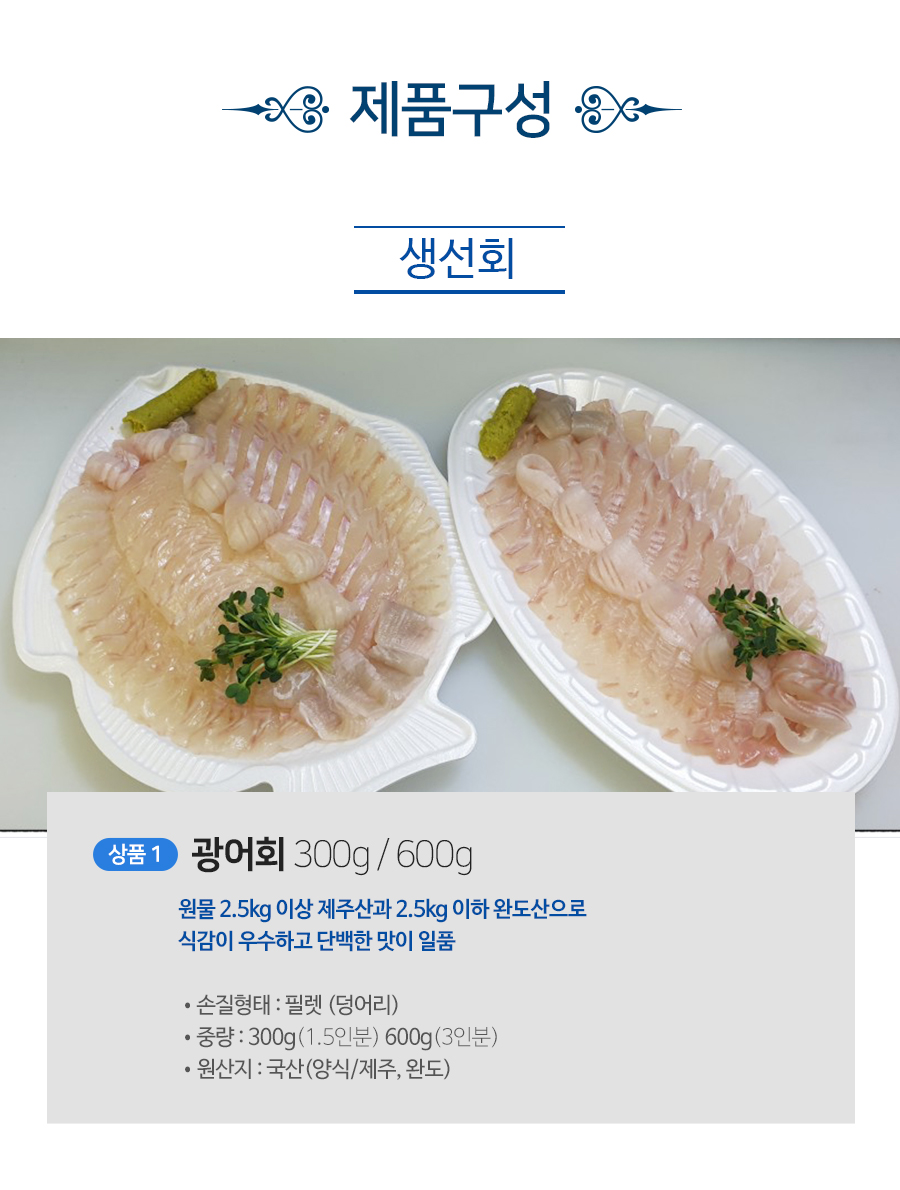 제품구성
생선회
상품 1 광어회 300g / 600g
원물 2.5kg 이상 제주산과 2.5kg 이하 완도산으로
식감이 우수하고 단백한 맛이 일품
• 손질형태 : 필렛 (덩어리)
• 중량 : 300g(1.5인분) 600g(3인분)
• 원산지 : 국산(양식/제주, 완도)